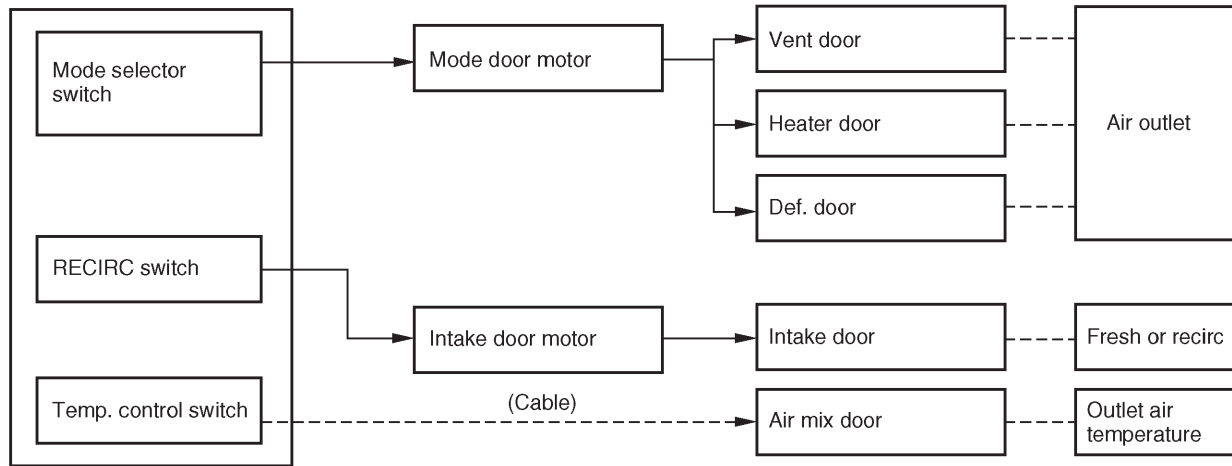 Mode selector
switch
Mode door motor
Vent door
Heater door
Def. door
Air outlet
RECIRC switch
Intake door motor
Intake door
Fresh or recirc
Temp. control switch
(Cable)
Air mix door
Outlet air
temperature